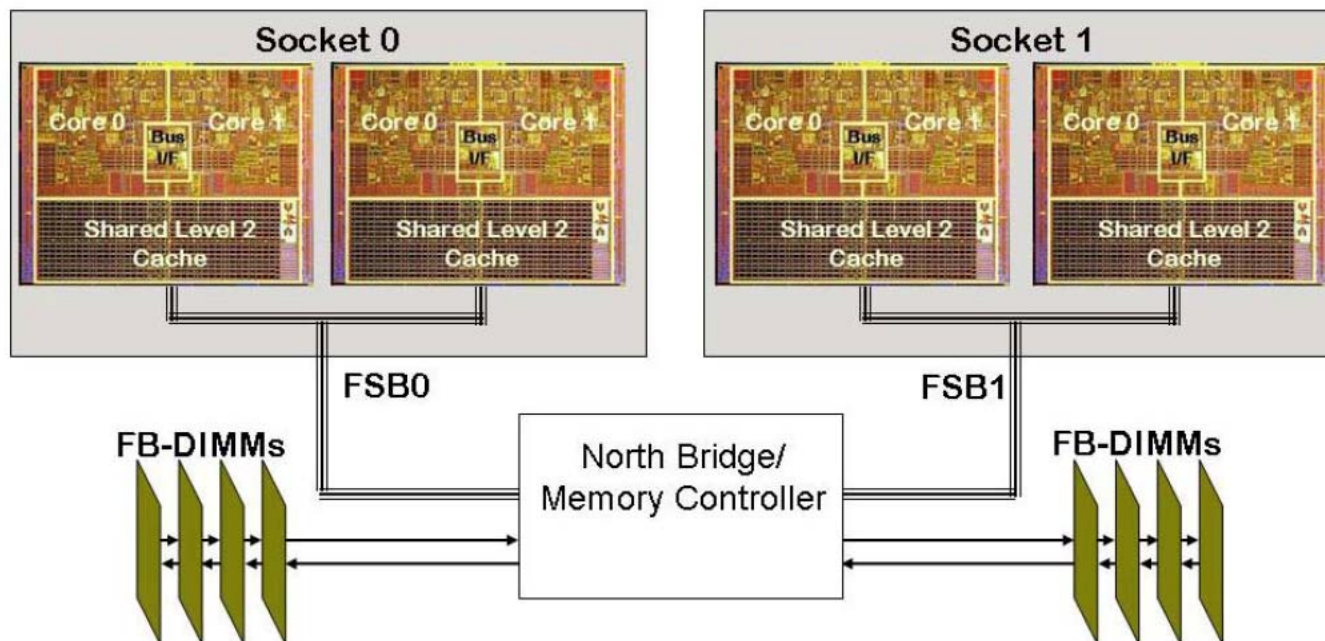 Socket 0
Core 0
Core 1
Bus
I/F
Shared Level 2
Cache
Core 0
Core 1
Bus
I/F
Shared Level 2
Cache
Socket 1
Core 0
Core 1
Bus
I/F
Shared Level 2
Cache
Core 0
Core 1
Bus
I/F
Shared Level 2
Cache
FSB0
FSB1
FB-DIMMs
North Bridge/
Memory Controller
FB-DIMMs